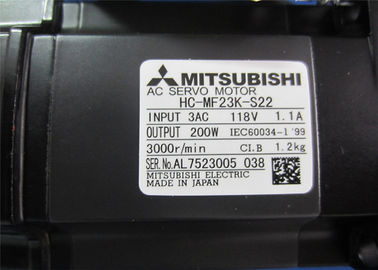 MITSUBISHI
AC SERVO MOTOR
HC-MF23K-S22
INPUT 3AC 118V 1.1A
OUTPUT 200W IEC60034-1 '99
3000r/min CI.B 1.2kg
SER.No.AL7523005 038
MITSUBISHI ELECTRIC
MADE IN JAPAN